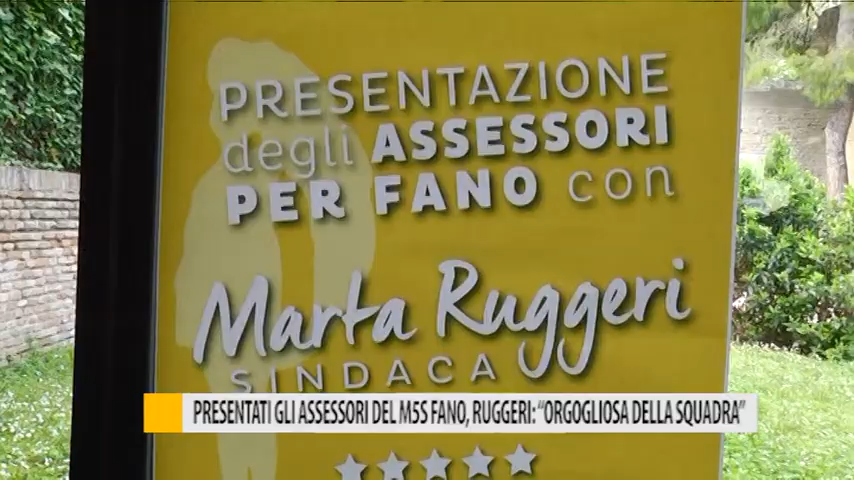 PRESENTAZIONE
degli ASSESSORI
PER FANO con
Marta Ruggeri
SINDACA
PRESENTATI GLI ASSESSORI DEL M5S FANO, RUGGERI: “ORGOGLIOSA DELLA SQUADRA”